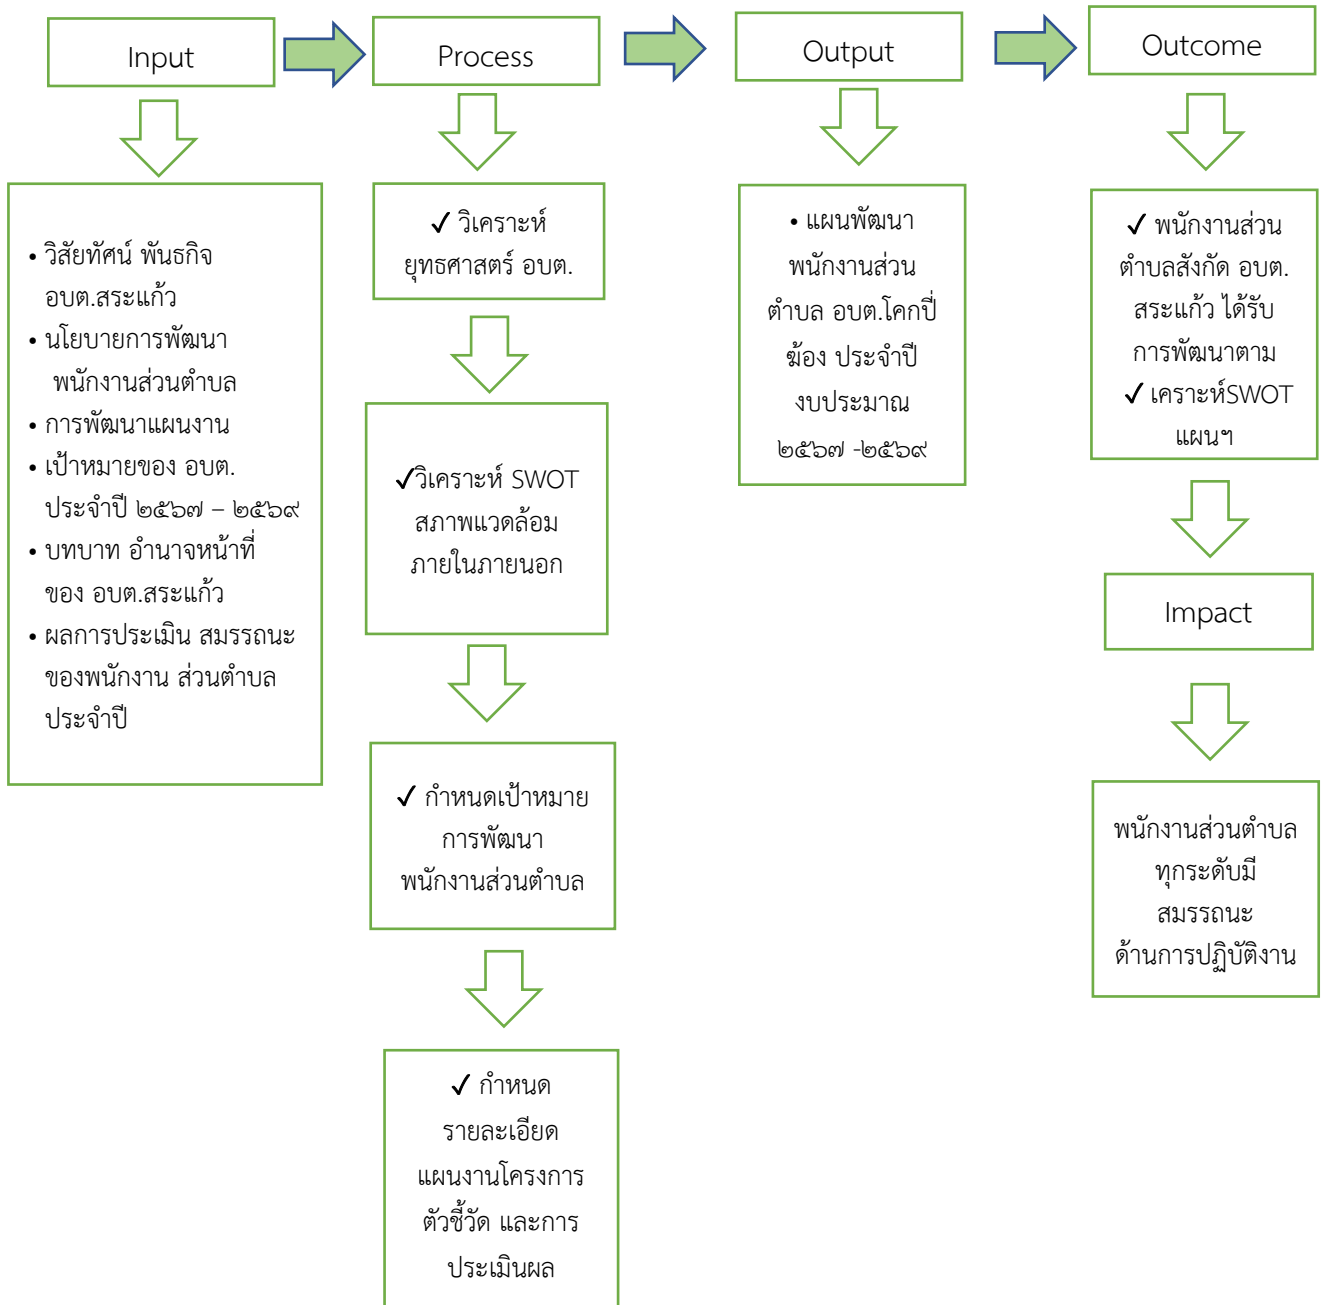 Input
Process
Output
Outcome
• วิสัยทัศน์ พันธกิจ
อบต.สระแก้ว
• นโยบายการพัฒนา
พนักงานส่วนตำบล
• การพัฒนาแผนงาน
• เป้าหมายของ อบต.
ประจำปี ๒๕๖๗ – ๒๕๖๙
• บทบาท อำนาจหน้าที่
ของ อบต.สระแก้ว
• ผลการประเมิน สมรรถนะ
ของพนักงาน ส่วนตำบล
ประจำปี
✓ วิเคราะห์
ยุทธศาสตร์ อบต.
✓วิเคราะห์ SWOT
สภาพแวดล้อม
ภายในภายนอก
✓ กำหนดเป้าหมาย
การพัฒนา
พนักงานส่วนตำบล
✓ กำหนด
รายละเอียด
แผนงานโครงการ
ตัวชี้วัด และการ
ประเมินผล
• แผนพัฒนา
พนักงานส่วน
ตำบล อบต.โคกปี่
ฆ้อง ประจำปี
งบประมาณ
๒๕๖๗ -๒๕๖๙
✓ พนักงานส่วน
ตำบลสังกัด อบต.
สระแก้ว ได้รับ
การพัฒนาตาม
✓ เคราะห์SWOT
แผนฯ
Impact
พนักงานส่วนตำบล
ทุกระดับมี
สมรรถนะ
ด้านการปฏิบัติงาน